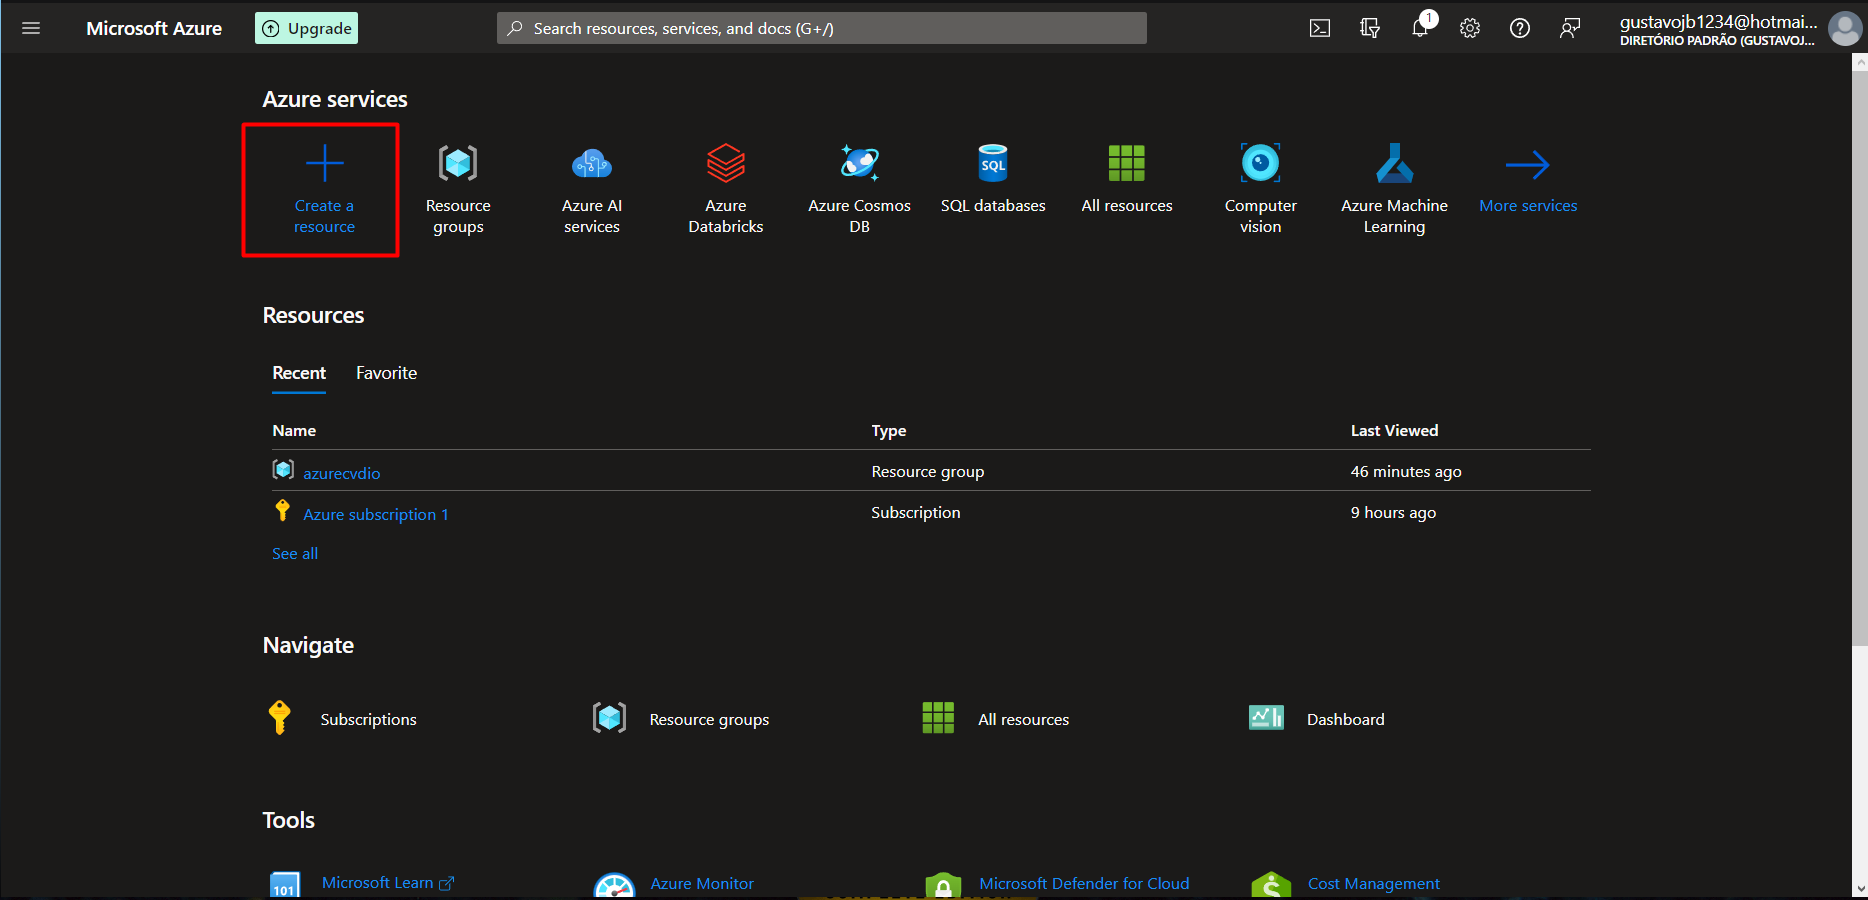 Microsoft Azure
Upgrade
Search resources, services, and docs (G+/)
1
gustavojb1234@hotmai...
DIRETÓRIO PADRÃO (GUSTAVOJ...
Azure services
Create a
resource
Resource
groups
Azure AI
services
Azure
Databricks
Azure Cosmos
DB
SQL
SQL databases
All resources
Computer
vision
Azure Machine
Learning
More services
Resources
Recent
Favorite
Name
Type
Last Viewed
azurecvdio
Resource group
46 minutes ago
Azure subscription 1
Subscription
9 hours ago
See all
Navigate
Subscriptions
Resource groups
All resources
Dashboard
Tools
101
Microsoft Learn
Azure Monitor
Microsoft Defender for Cloud
$
Cost Management